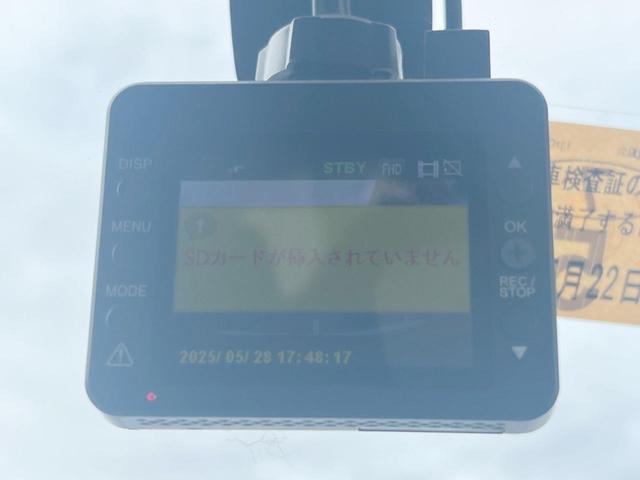 DISP
STBY FHD
MENU
SDカードが挿入されていません
OK
MODE
REC/
STOP
2025/05/28 17:48:17
車検査証の
満了する
月22日